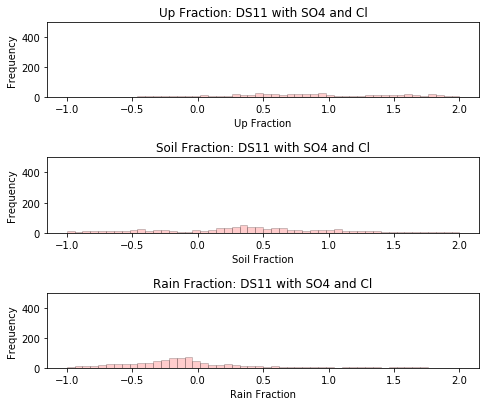 Up Fraction: DS11 with SO4 and Cl
400
200
0
Frequency
−1.0 −0.5 0.0 0.5 1.0 1.5 2.0
Up Fraction
Soil Fraction: DS11 with SO4 and Cl
400
200
0
Frequency
−1.0 −0.5 0.0 0.5 1.0 1.5 2.0
Soil Fraction
Rain Fraction: DS11 with SO4 and Cl
400
200
0
Frequency
−1.0 −0.5 0.0 0.5 1.0 1.5 2.0
Rain Fraction